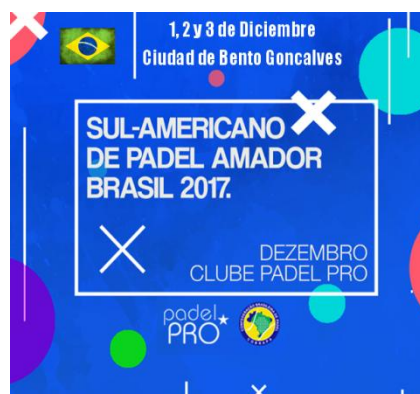 1, 2 y 3 de Diciembre
Ciudad de Bento Goncalves
SUL-AMERICANO
DE PADEL AMADOR
BRASIL 2017.
DEZEMBRO
CLUBE PADEL PRO
padel
PRO